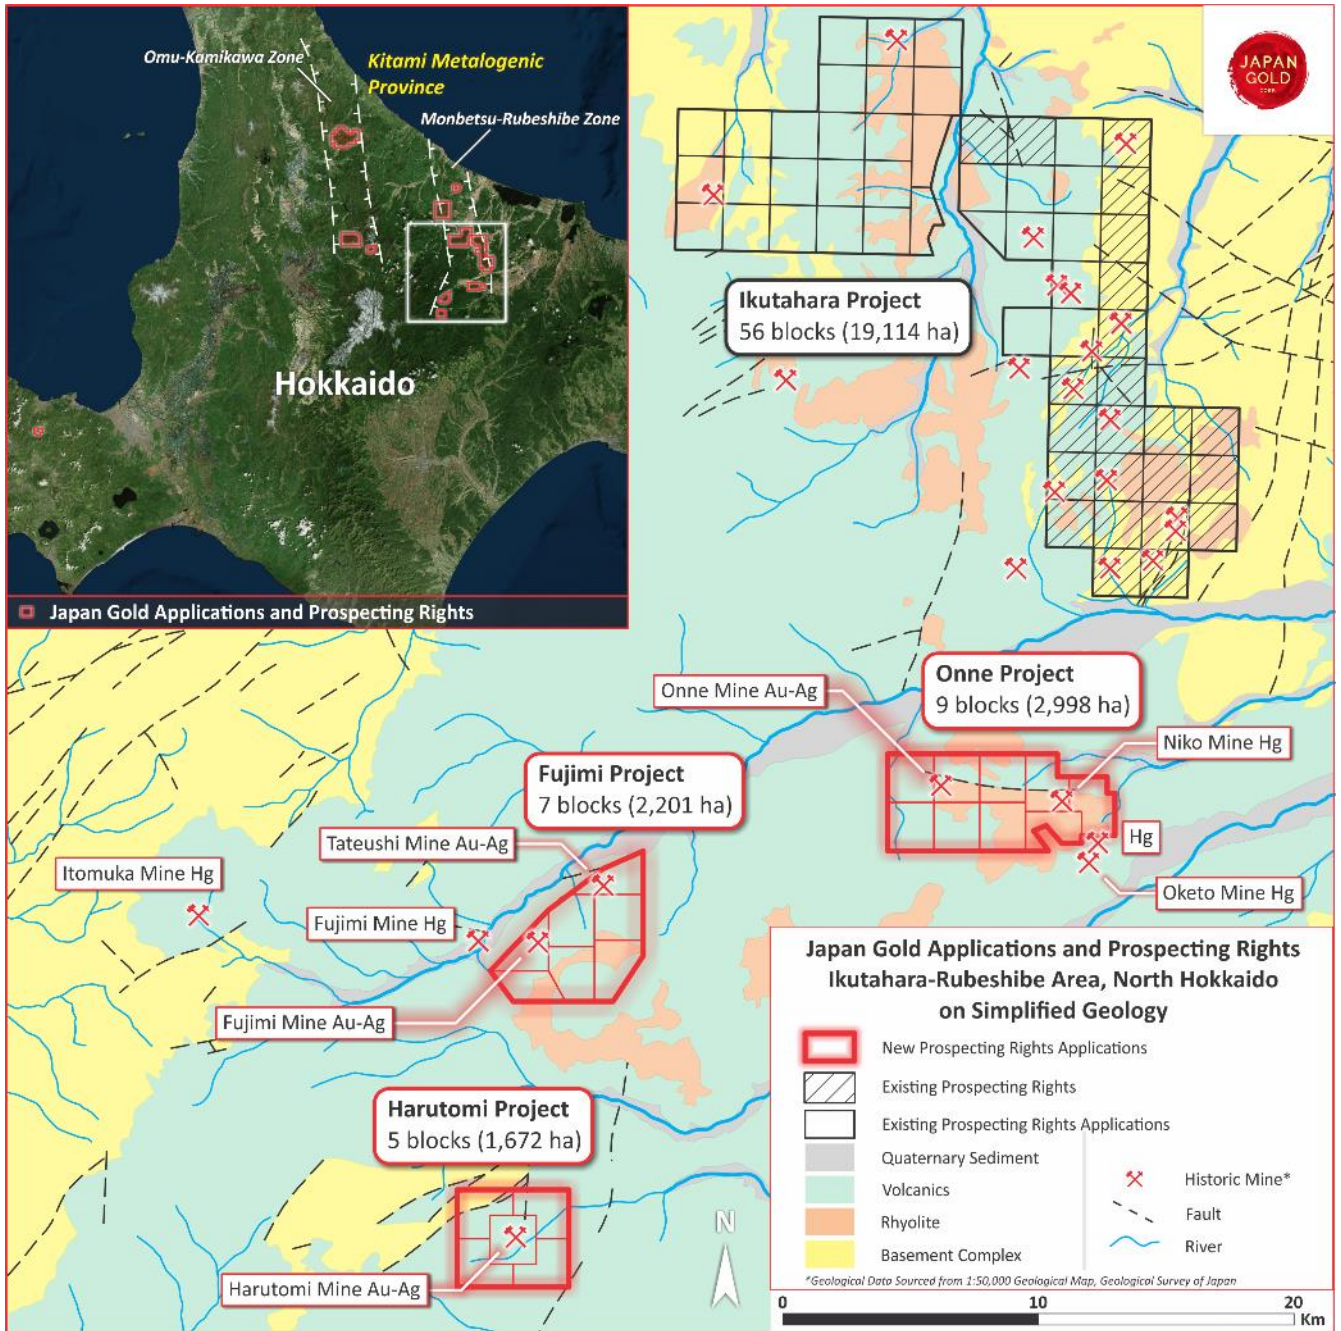 Omu-Kamikawa Zone
Kitami Metalogenic
Province
Monbetsu-Rubeshibe Zone
Hokkaido
Japan Gold Applications and Prospecting Rights
JAPAN
GOLD
CORP.
Ikutahara Project
56 blocks (19,114 ha)
Onne Project
9 blocks (2,998 ha)
Onne Mine Au-Ag
Niko Mine Hg
Hg
Oketo Mine Hg
Fujimi Project
7 blocks (2,201 ha)
Tateushi Mine Au-Ag
Itomuka Mine Hg
Fujimi Mine Hg
Fujimi Mine Au-Ag
Harutomi Project
5 blocks (1,672 ha)
Harutomi Mine Au-Ag
N
Japan Gold Applications and Prospecting Rights
Ikutahara-Rubeshibe Area, North Hokkaido
on Simplified Geology
New Prospecting Rights Applications
Existing Prospecting Rights
Existing Prospecting Rights Applications
Quaternary Sediment
Volcanics
Rhyolite
Basement Complex
Historic Mine*
Fault
River
*Geological Data Sourced from 1:50,000 Geological Map, Geological Survey of Japan
0 10 20
Km